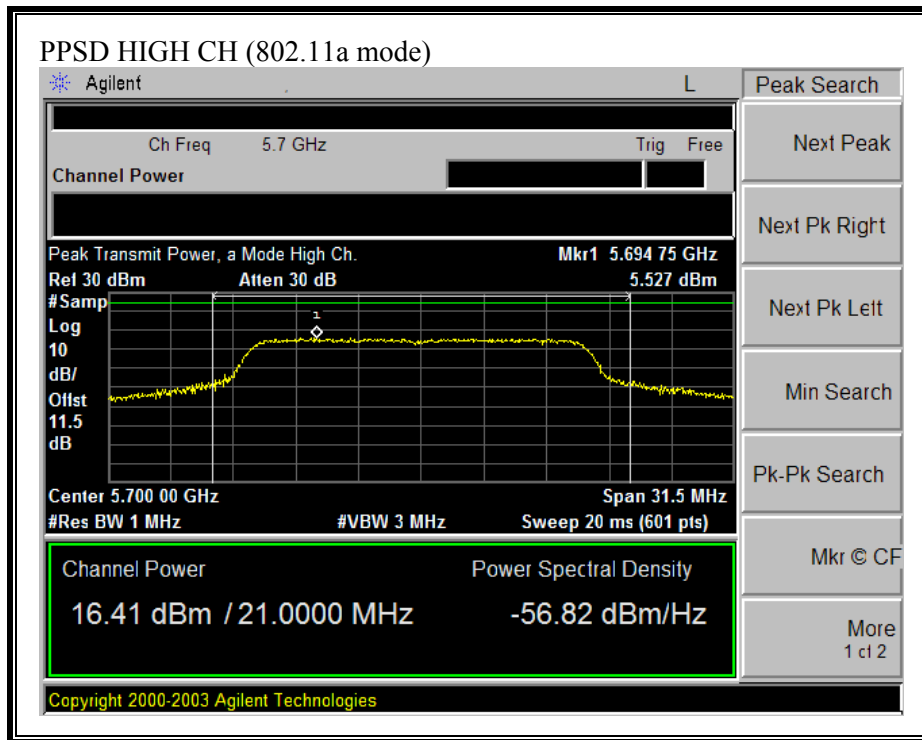 PPSD HIGH CH (802.11a mode)
Agilent L Peak Search
Ch Freq 5.7 GHz Trig Free
Channel Power
Next Peak
Next Pk Right
Peak Transmit Power, a Mode High Ch. Mkr1 5.694 75 GHz
Ref 30 dBm Atten 30 dB 5.527 dBm
#Samp
Log
10
dB/
Offst
11.5
dB
1
Next Pk Left
Min Search
Pk-Pk Search
Center 5.700 00 GHz Span 31.5 MHz
#Res BW 1 MHz #VBW 3 MHz Sweep 20 ms (601 pts)
Mkr © CF
Channel Power Power Spectral Density
16.41 dBm / 21.0000 MHz -56.82 dBm/Hz
More
1 of 2
Copyright 2000-2003 Agilent Technologies